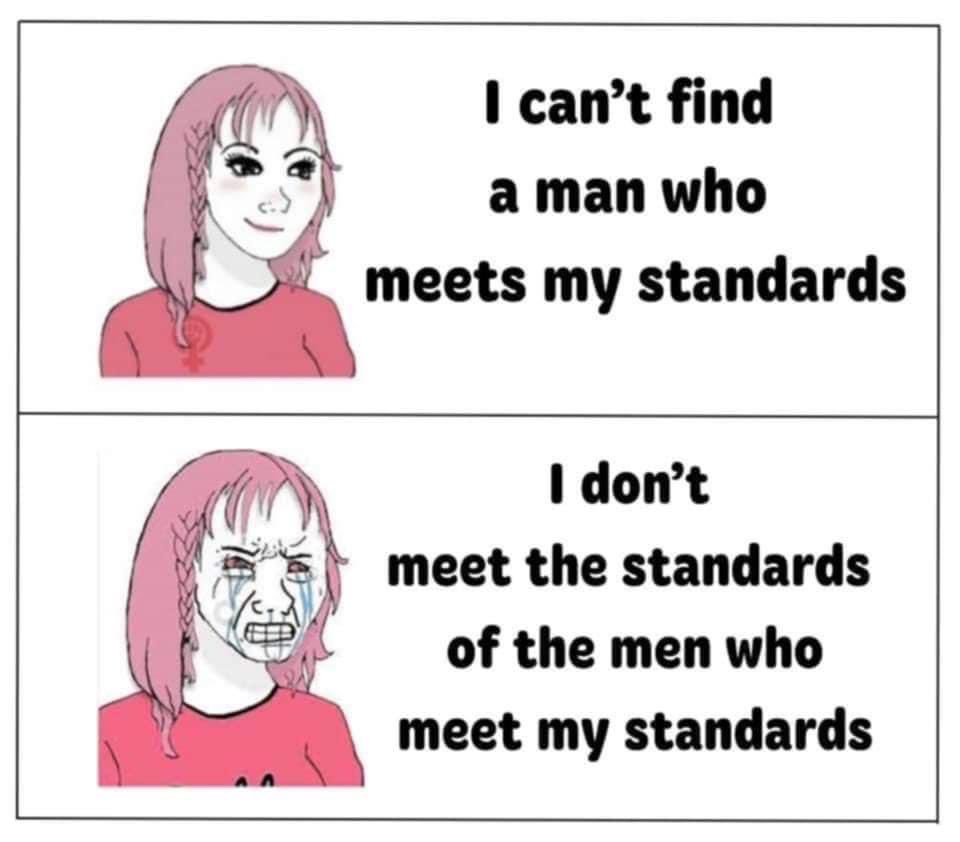 I can’t find
a man who
meets my standards
I don’t
meet the standards
of the men who
meet my standards